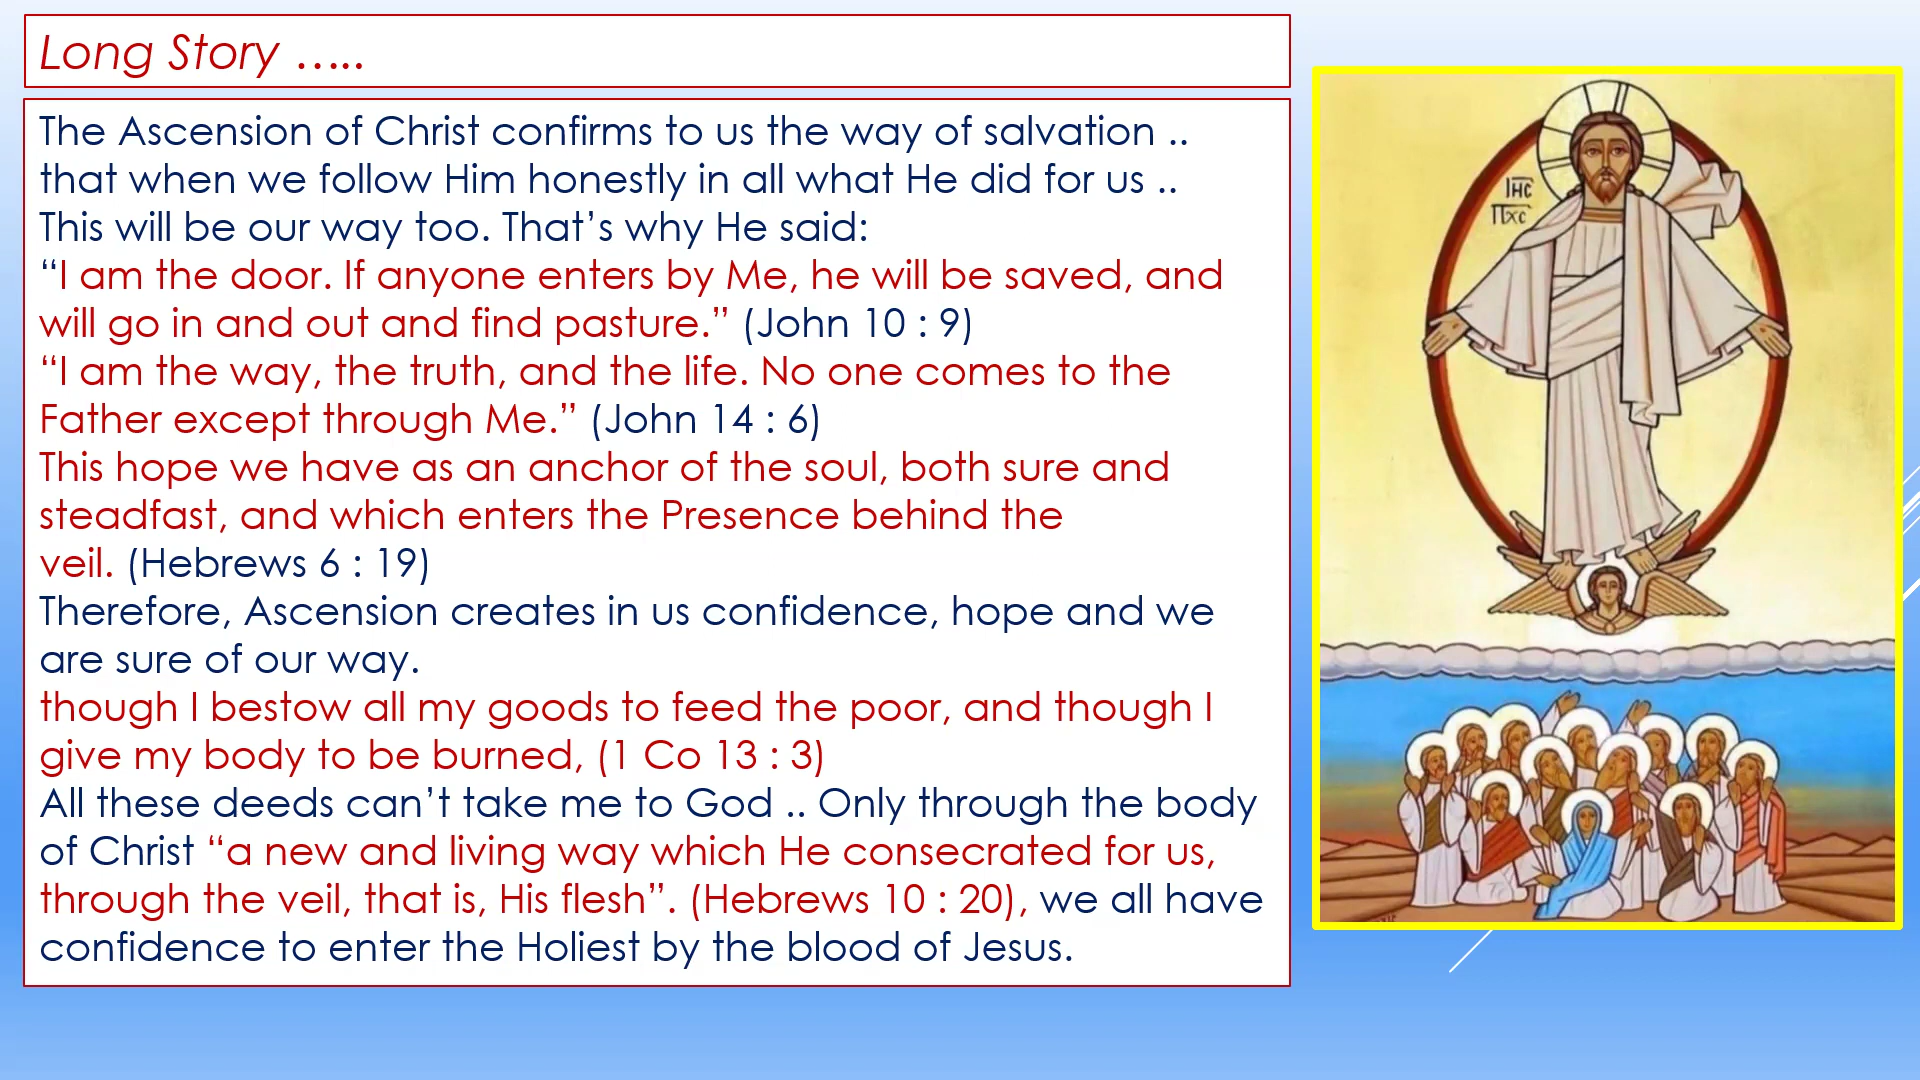 Long Story …..
The Ascension of Christ confirms to us the way of salvation ..
that when we follow Him honestly in all what He did for us ..
This will be our way too. That’s why He said:
“I am the door. If anyone enters by Me, he will be saved, and
will go in and out and find pasture.” (John 10 : 9)
“I am the way, the truth, and the life. No one comes to the
Father except through Me.” (John 14 : 6)
This hope we have as an anchor of the soul, both sure and
steadfast, and which enters the Presence behind the
veil. (Hebrews 6 : 19)
Therefore, Ascension creates in us confidence, hope and we
are sure of our way.
though I bestow all my goods to feed the poor, and though I
give my body to be burned, (1 Co 13 : 3)
All these deeds can’t take me to God .. Only through the body
of Christ “a new and living way which He consecrated for us,
through the veil, that is, His flesh”. (Hebrews 10 : 20), we all have
confidence to enter the Holiest by the blood of Jesus.
ⲒⲎⲤ
ⲠⲬⲤ